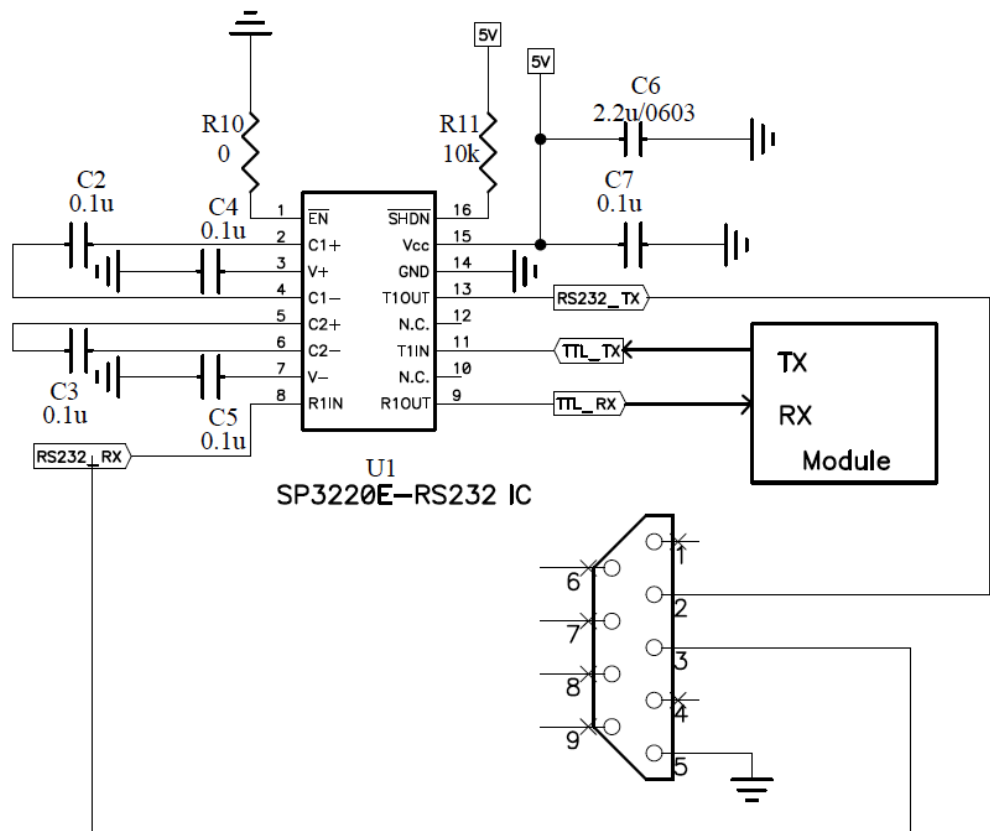 5V
5V
C6
2.2u/0603
R10
0
R11
10k
C2
0.1u
C4
0.1u
C7
0.1u
1 EN SHDN 16
2 C1+ Vcc 15
3 V+ GND 14
4 C1- T1OUT 13 RS232_TX
5 C2+ N.C. 12
6 C2- T1IN 11 TTL_TX
7 V- N.C. 10
8 R1IN R1OUT 9 TTL_RX
C3
0.1u
C5
0.1u
RS232_RX
U1
SP3220E-RS232 IC
TX
RX
Module
1
6
2
7
3
8
4
9
5